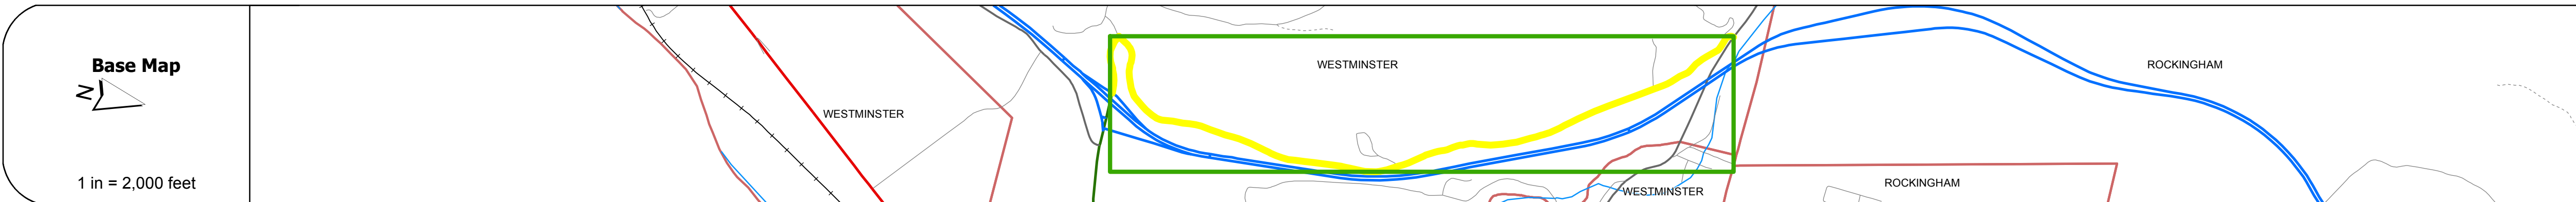 Base Map
N
1 in = 2,000 feet
WESTMINSTER
WESTMINSTER
WESTMINSTER
ROCKINGHAM
ROCKINGHAM